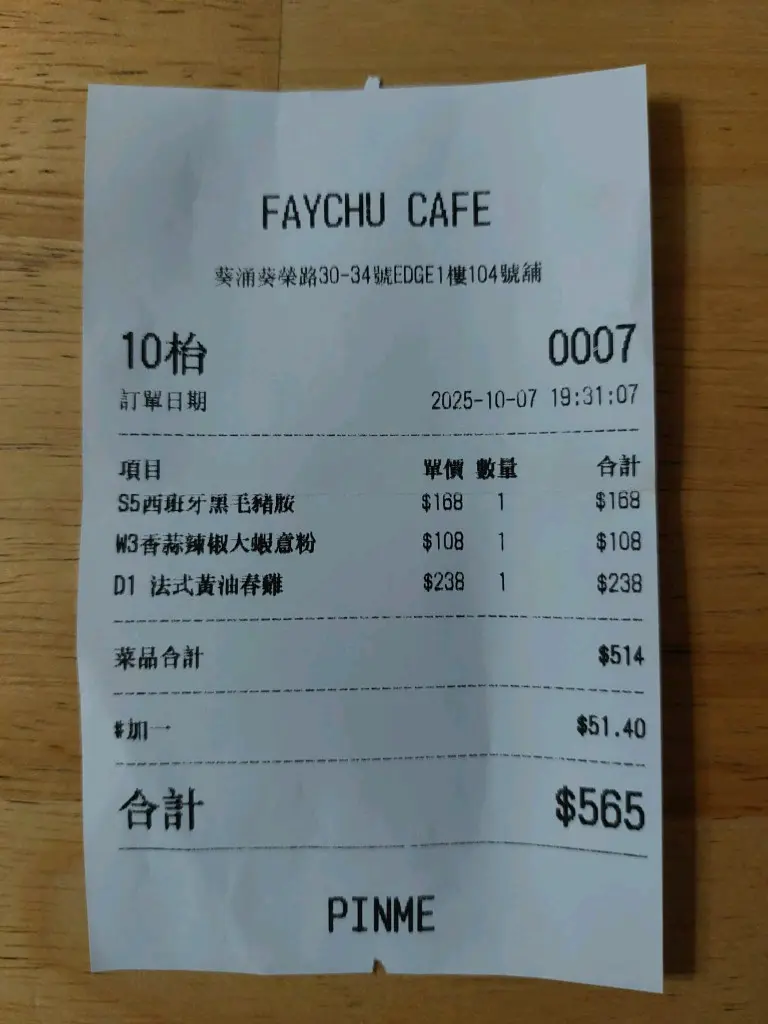 FAYCHU CAFE
葵涌葵榮路30-34號EDGE1樓104號舖
10枱 0007
訂單日期 2025-10-07 19:31:07
項目 單價 數量 合計
S5西班牙黑毛豬胺 $168 1 $168
W3香蒜辣椒大蝦意粉 $108 1 $108
D1 法式黃油春雞 $238 1 $238
菜品合計 $514
#加一 $51.40
合計 $565
PINME